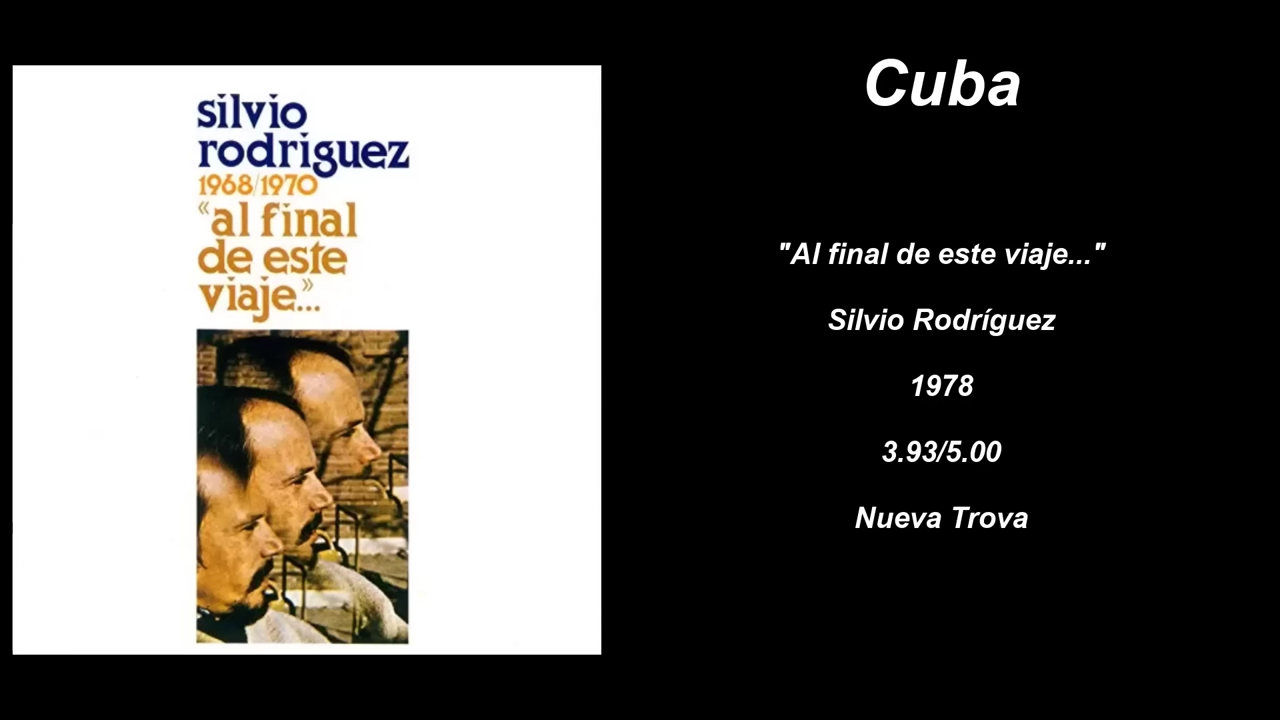 silvio
rodriguez
1968/1970
«al final
de este
viaje...»
Cuba
"Al final de este viaje..."
Silvio Rodríguez
1978
3.93/5.00
Nueva Trova